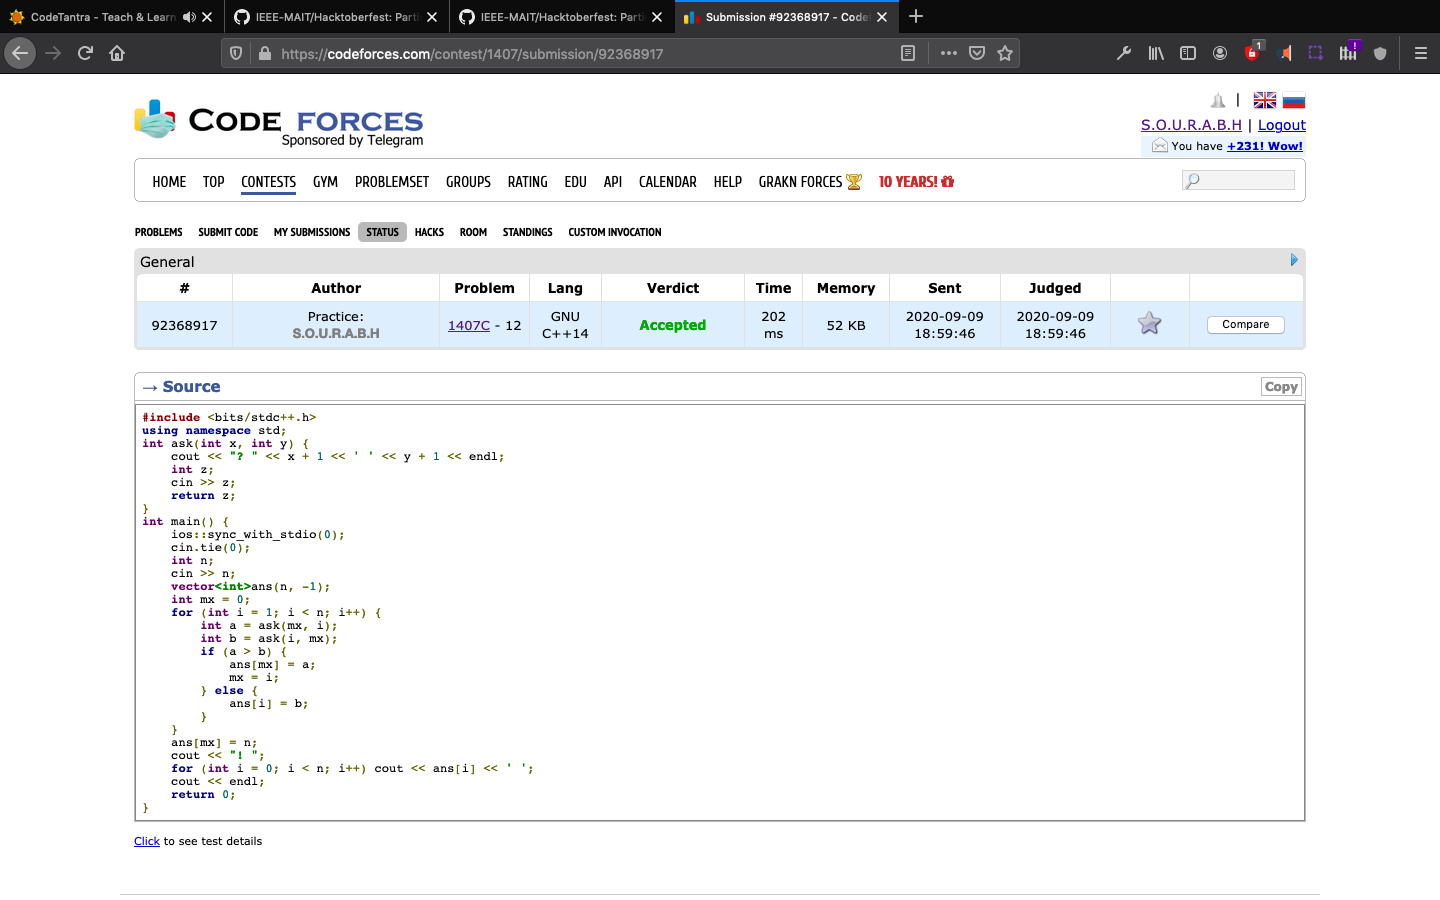 CodeTantra - Teach & Learn
IEEE-MAIT/Hacktoberfest: Parti
IEEE-MAIT/Hacktoberfest: Parti
Submission #92368917 - Codef
https://codeforces.com/contest/1407/submission/92368917
1
!
CODE FORCES
Sponsored by Telegram
|
S.O.U.R.A.B.H | Logout
You have +231! Wow!
HOME TOP CONTESTS GYM PROBLEMSET GROUPS RATING EDU API CALENDAR HELP GRAKN FORCES 10 YEARS!
PROBLEMS SUBMIT CODE MY SUBMISSIONS STATUS HACKS ROOM STANDINGS CUSTOM INVOCATION
General
# Author Problem Lang Verdict Time Memory Sent Judged
92368917 Practice: S.O.U.R.A.B.H 1407C - 12 GNU C++14 Accepted 202 ms 52 KB 2020-09-09 18:59:46 2020-09-09 18:59:46 Compare
→ Source Copy
#include <bits/stdc++.h>
using namespace std;
int ask(int x, int y) {
    cout << "? " << x + 1 << ' ' << y + 1 << endl;
    int z;
    cin >> z;
    return z;
}
int main() {
    ios::sync_with_stdio(0);
    cin.tie(0);
    int n;
    cin >> n;
    vector<int>ans(n, -1);
    int mx = 0;
    for (int i = 1; i < n; i++) {
        int a = ask(mx, i);
        int b = ask(i, mx);
        if (a > b) {
            ans[mx] = a;
            mx = i;
        } else {
            ans[i] = b;
        }
    }
    ans[mx] = n;
    cout << "! ";
    for (int i = 0; i < n; i++) cout << ans[i] << ' ';
    cout << endl;
    return 0;
}
Click to see test details